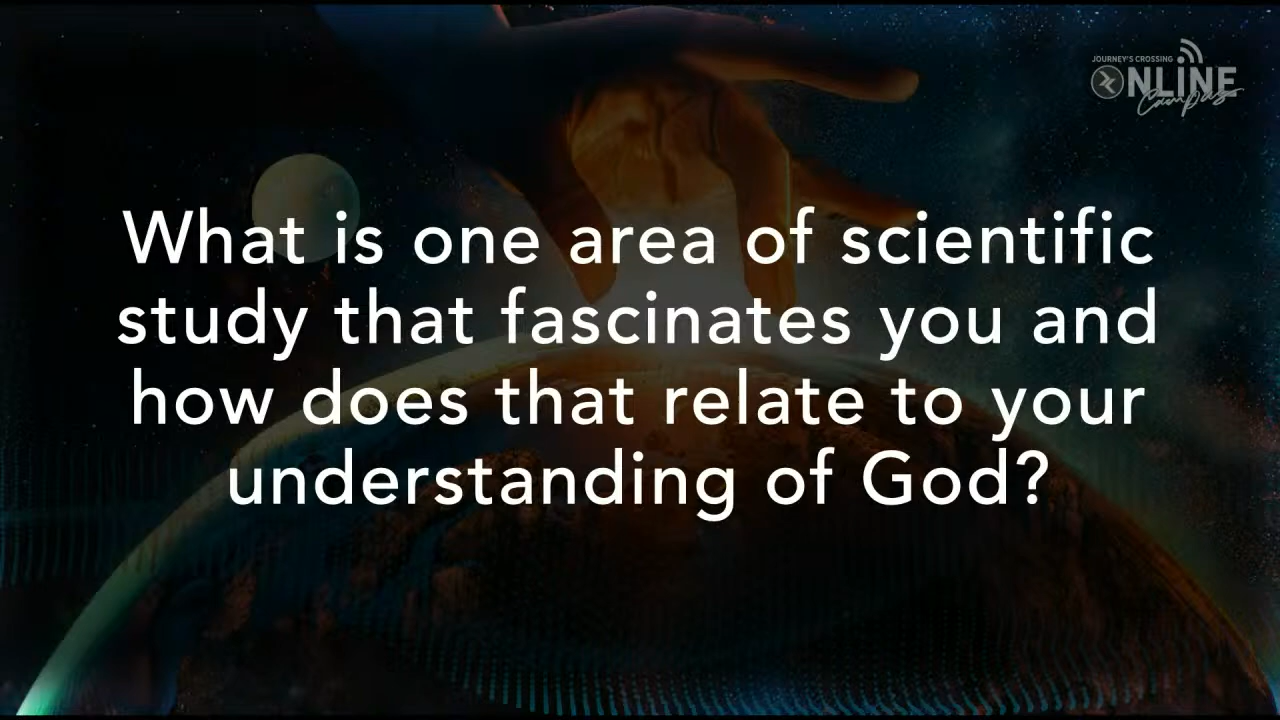 JOURNEY'S CROSSING
ONLINE
Campus
What is one area of scientific
study that fascinates you and
how does that relate to your
understanding of God?